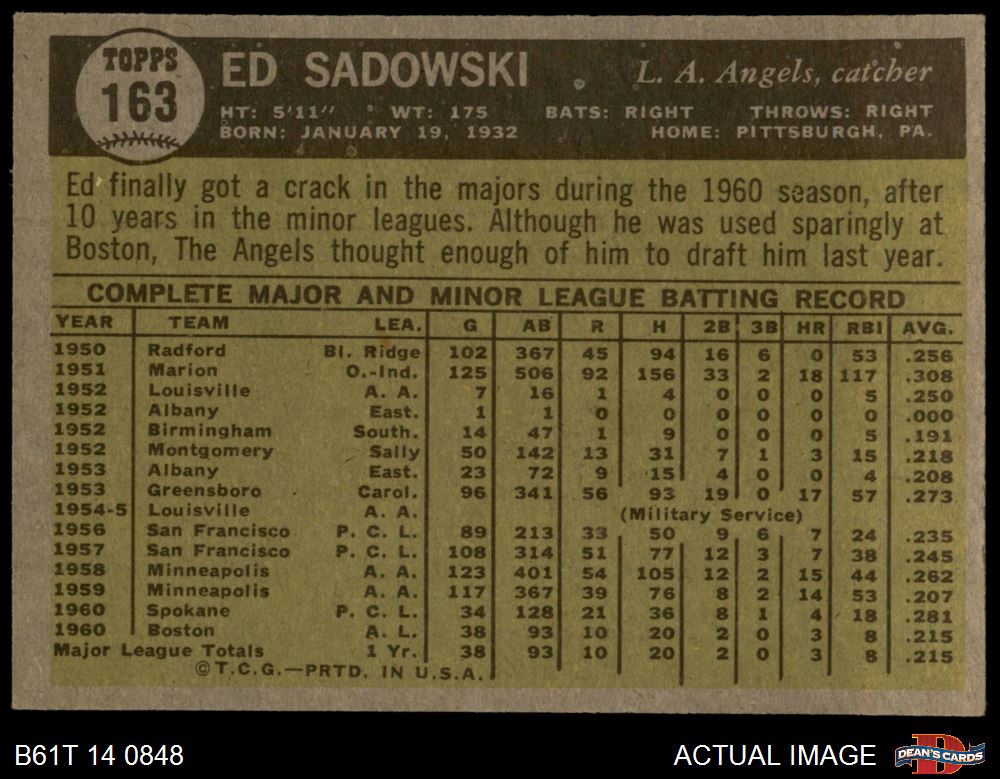 TOPPS
163
ED SADOWSKI
L. A. Angels, catcher
HT: 5'11" WT: 175 BATS: RIGHT THROWS: RIGHT
BORN: JANUARY 19, 1932 HOME: PITTSBURGH, PA.
Ed finally got a crack in the majors during the 1960 season, after
10 years in the minor leagues. Although he was used sparingly at
Boston, The Angels thought enough of him to draft him last year.
COMPLETE MAJOR AND MINOR LEAGUE BATTING RECORD
YEAR TEAM LEA. G AB R H 2B 3B HR RBI AVG.
1950 Radford Bl. Ridge 102 367 45 94 16 6 0 53 .256
1951 Marion O.-Ind. 125 506 92 156 33 2 18 117 .308
1952 Louisville A. A. 7 16 1 4 0 0 0 5 .250
1952 Albany East. 1 1 0 0 0 0 0 0 .000
1952 Birmingham South. 14 47 1 9 0 0 0 5 .191
1952 Montgomery Sally 50 142 13 31 7 1 3 15 .218
1953 Albany East. 23 72 9 15 4 0 0 4 .208
1953 Greensboro Carol. 96 341 56 93 19 0 17 57 .273
1954-5 Louisville A. A. (Military Service)
1956 San Francisco P. C. L. 89 213 33 50 9 6 7 24 .235
1957 San Francisco P. C. L. 108 314 51 77 12 3 7 38 .245
1958 Minneapolis A. A. 123 401 54 105 12 2 15 44 .262
1959 Minneapolis A. A. 117 367 39 76 8 2 14 53 .207
1960 Spokane P. C. L. 34 128 21 36 8 1 4 18 .281
1960 Boston A. L. 38 93 10 20 2 0 3 8 .215
Major League Totals 1 Yr. 38 93 10 20 2 0 3 8 .215
©T.C.G.—PRTD. IN U.S.A.
B61T 14 0848
ACTUAL IMAGE
DEAN'S CARDS